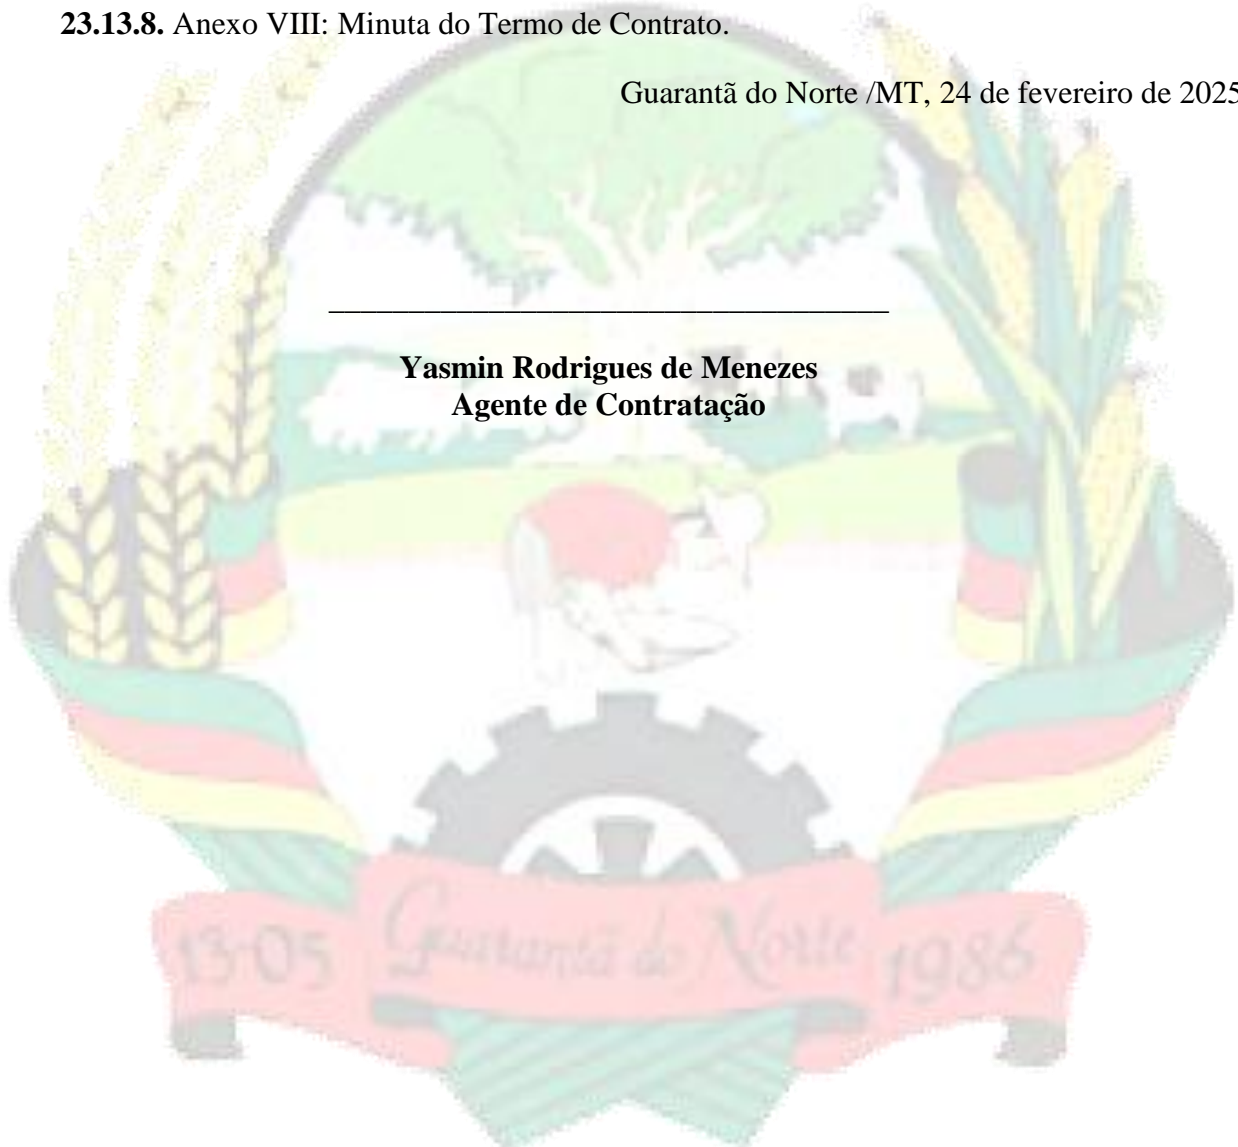 23.13.8. Anexo VIII: Minuta do Termo de Contrato.
Guarantã do Norte /MT, 24 de fevereiro de 2025
Yasmin Rodrigues de Menezes
Agente de Contratação
13-05 Guarantã do Norte 1986